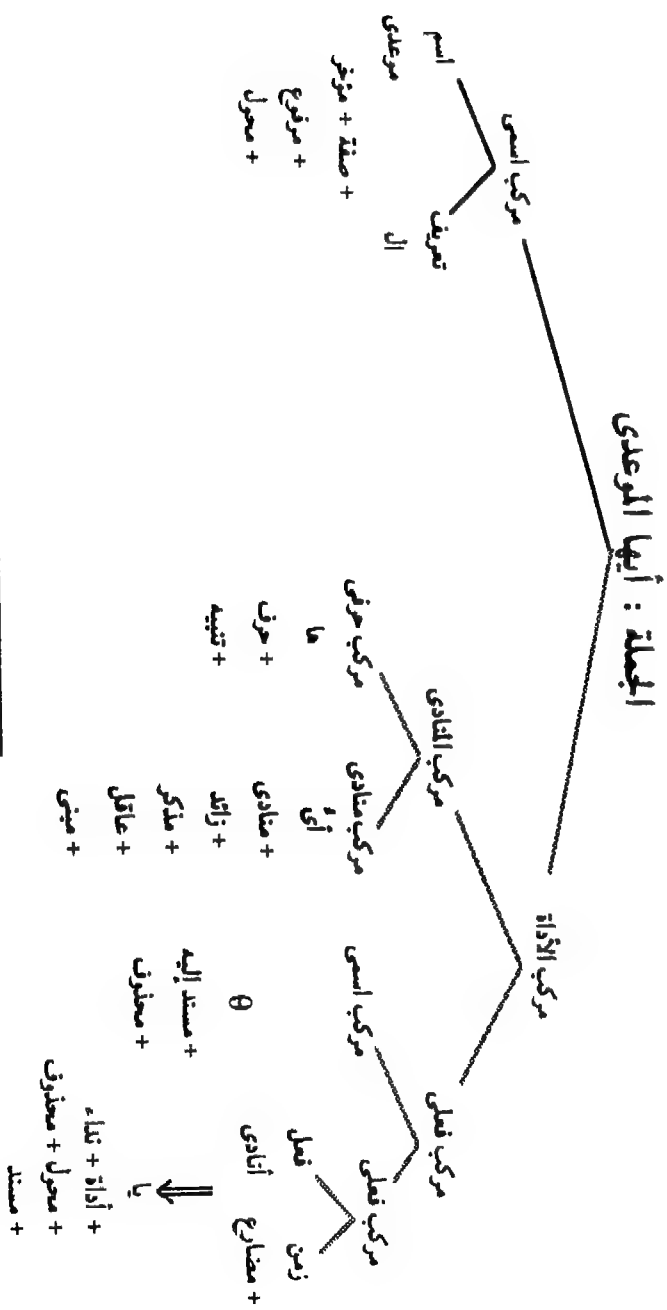 الجملة : أيها الموعدى
مركب الأداة
مركب اسمى
مركب فعلى
مركب المنادى
تعريف
اسم
ال
موعدى
+ صفة + مؤخر
+ مرفوع
+ محول
مركب فعلى
مركب اسمى
θ
+ مسند إليه
+ محذوف
مركب منادى
أىُ
+ منادى
+ زائد
+ مذكر
+ عاقل
+ مبنى
مركب حرفى
ها
+ حرف
+ تنبيه
زمن
فعل
+ مضارع
أنادى
يا
+ أداة + نداء
+ محول + محذوف
+ مسند